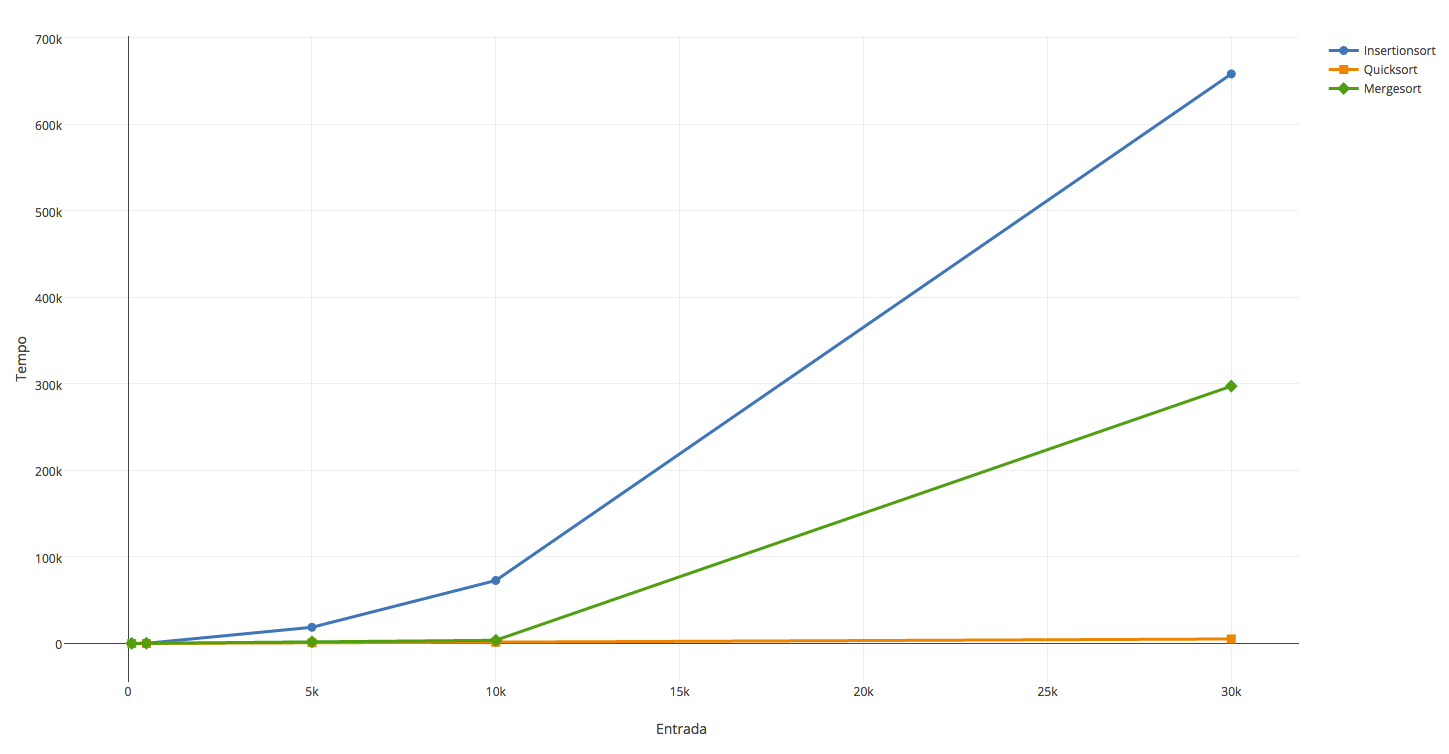 700k
600k
500k
400k
300k
200k
100k
0
Tempo
0 5k 10k 15k 20k 25k 30k
Entrada
Insertionsort
Quicksort
Mergesort